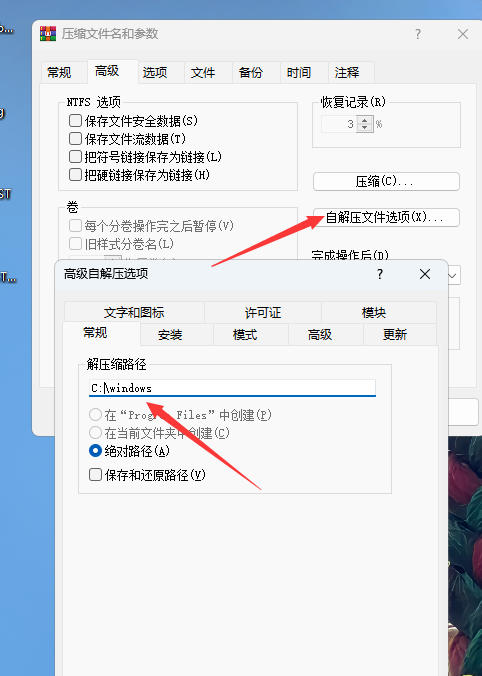 压缩文件名和参数
常规 高级 选项 文件 备份 时间 注释
NTFS 选项
保存文件安全数据(S)
保存文件流数据(T)
把符号链接保存为链接(L)
把硬链接保存为链接(H)
恢复记录(R)
3 %
压缩(C)...
卷
每个分卷操作完之后暂停(V)
旧样式分卷名(L)
自解压文件选项(X)...
完成操作后(D)
高级自解压选项
文字和图标 许可证 模块
常规 安装 模式 高级 更新
解压缩路径
C:\windows
在“Program Files”中创建(P)
在当前文件夹中创建(C)
绝对路径(A)
保存和还原路径(V)